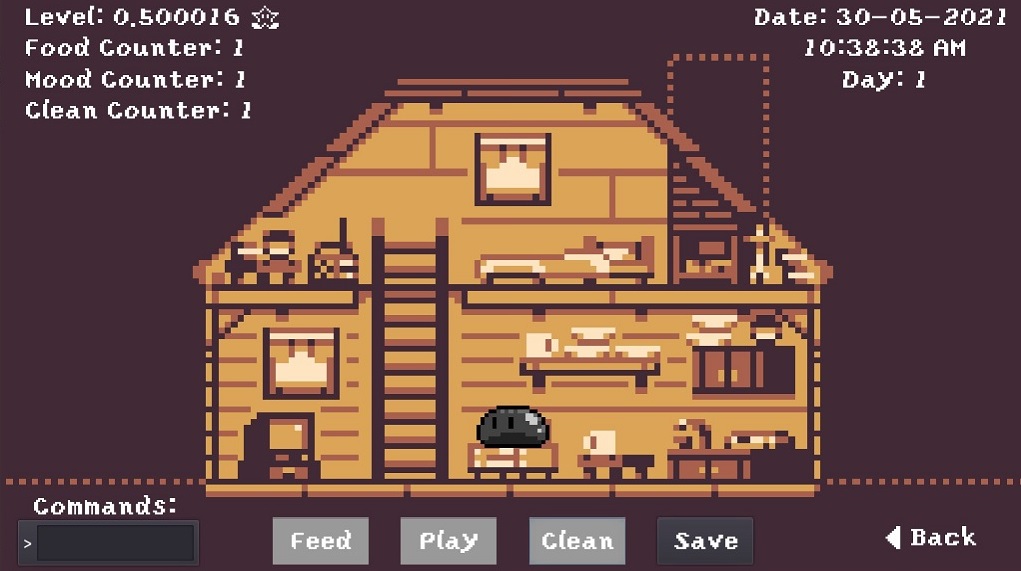 Level: 0.500016
Food Counter: 1
Mood Counter: 1
Clean Counter: 1
Date: 30-05-2021
10:38:38 AM
Day: 1
Commands:
>
Feed
Play
Clean
Save
Back